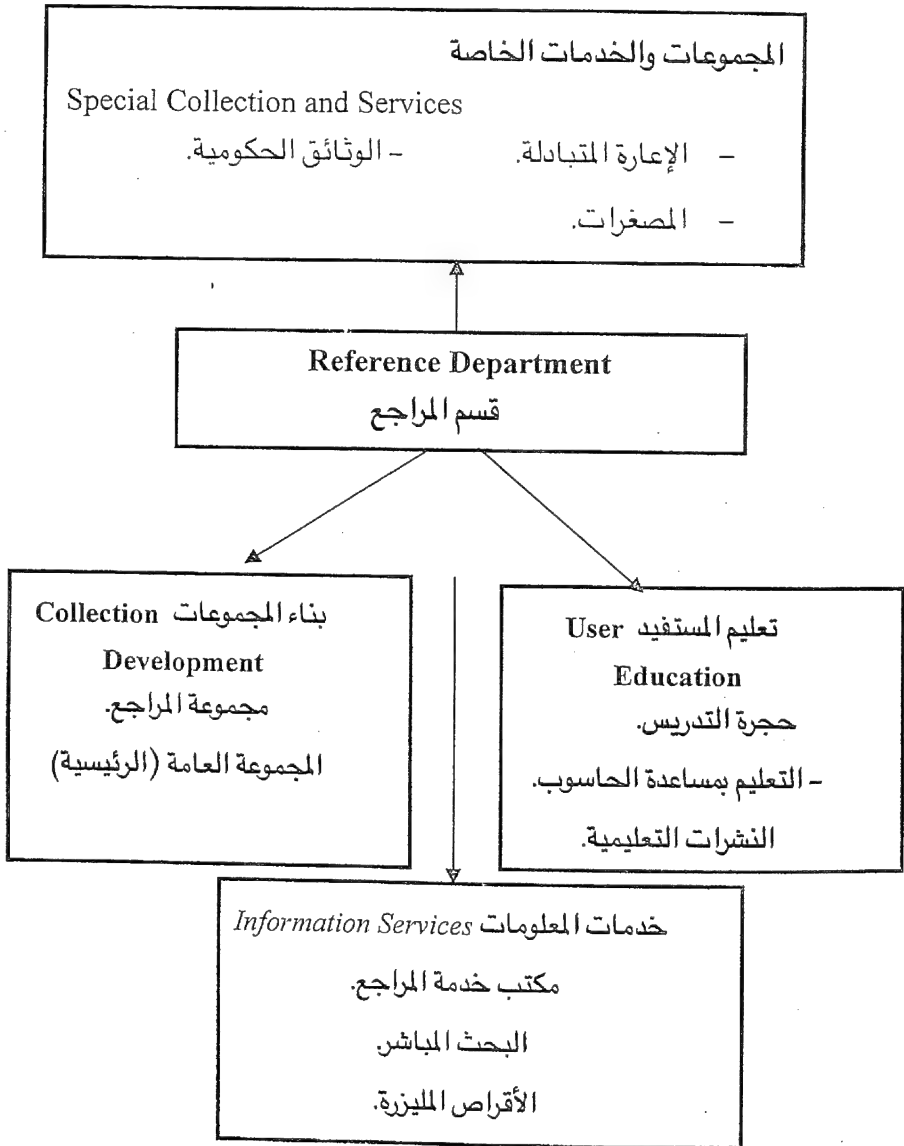 المجموعات والخدمات الخاصة
Special Collection and Services
- الإعارة المتبادلة. - الوثائق الحكومية.
- المصغرات.
Reference Department
قسم المراجع
بناء المجموعات Collection
Development
مجموعة المراجع.
المجموعة العامة (الرئيسية)
تعليم المستفيد User
Education
حجرة التدريس.
- التعليم بمساعدة الحاسوب.
النشرات التعليمية.
خدمات المعلومات Information Services
مكتب خدمة المراجع.
البحث المباشر.
الأقراص المليزرة.